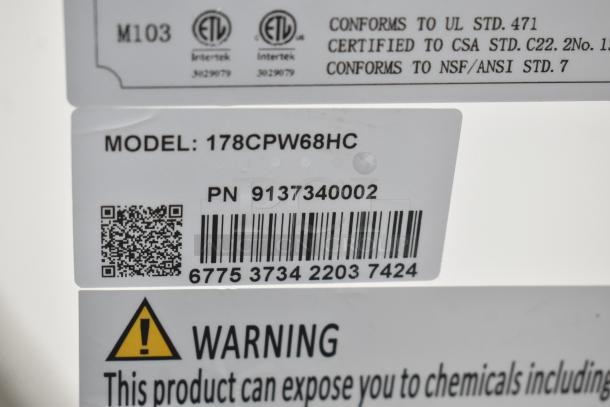 M103
ETL
Intertek
3029079
ETL
Intertek
3029079
CONFORMS TO UL STD. 471
CERTIFIED TO CSA STD. C22.2No.
CONFORMS TO NSF/ANSI STD. 7
MODEL: 178CPW68HC
PN 9137340002
6775 3734 2203 7424
WARNING
This product can expose you to chemicals including